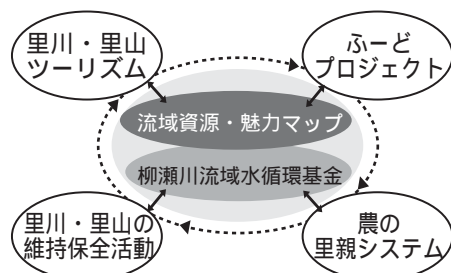 里川・里山
ツーリズム
ふーど
プロジェクト
流域資源・魅力マップ
柳瀬川流域水循環基金
里川・里山の
維持保全活動
農の
里親システム